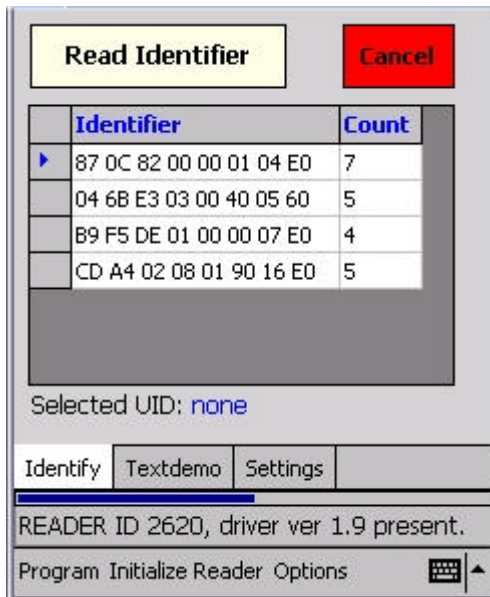 Read Identifier Cancel
Identifier Count
87 0C 82 00 00 01 04 E0 7
04 6B E3 03 00 40 05 60 5
B9 F5 DE 01 00 00 07 E0 4
CD A4 02 08 01 90 16 E0 5
Selected UID: none
Identify Textdemo Settings
READER ID 2620, driver ver 1.9 present.
Program Initialize Reader Options